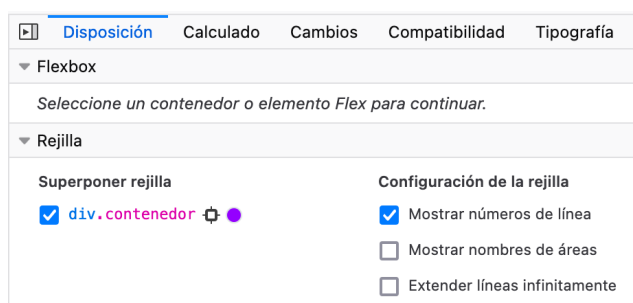 Disposición Calculado Cambios Compatibilidad Tipografía
Flexbox
Seleccione un contenedor o elemento Flex para continuar.
Rejilla
Superponer rejilla
div.contenedor
Configuración de la rejilla
Mostrar números de línea
Mostrar nombres de áreas
Extender líneas infinitamente